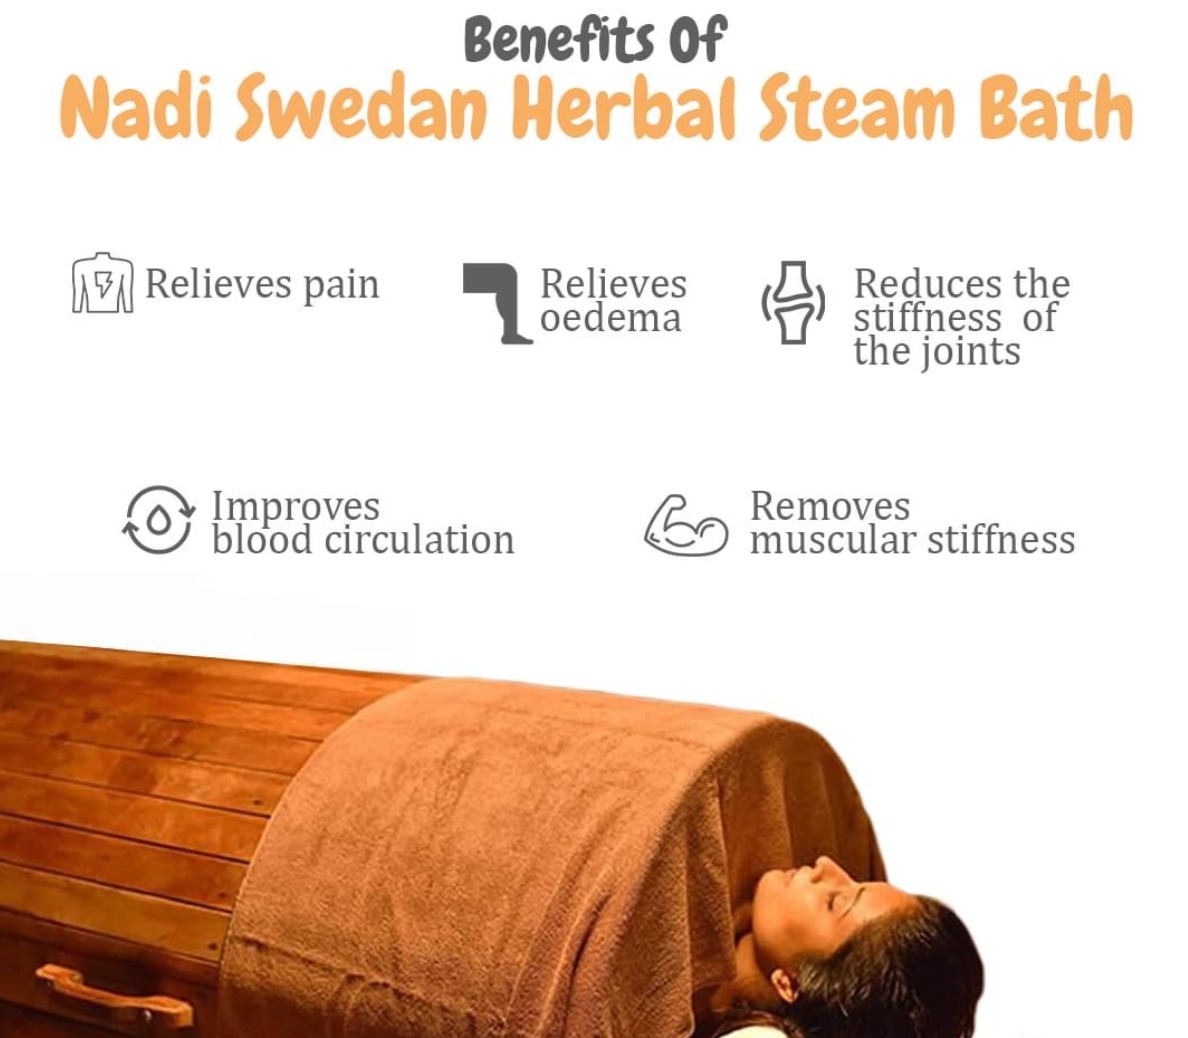 Benefits Of
Nadi Swedan Herbal Steam Bath
Relieves pain
Relieves
oedema
Reduces the
stiffness of
the joints
Improves
blood circulation
Removes
muscular stiffness